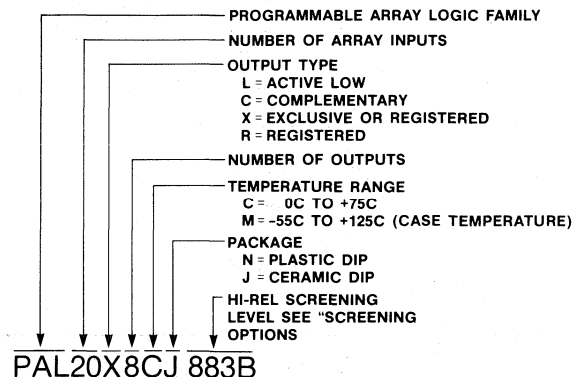 PROGRAMMABLE ARRAY LOGIC FAMILY
NUMBER OF ARRAY INPUTS
OUTPUT TYPE
L = ACTIVE LOW
C = COMPLEMENTARY
X = EXCLUSIVE OR REGISTERED
R = REGISTERED
NUMBER OF OUTPUTS
TEMPERATURE RANGE
C = 0C TO +75C
M = -55C TO +125C (CASE TEMPERATURE)
PACKAGE
N = PLASTIC DIP
J = CERAMIC DIP
HI-REL SCREENING
LEVEL SEE "SCREENING
OPTIONS
PAL20X8CJ 883B